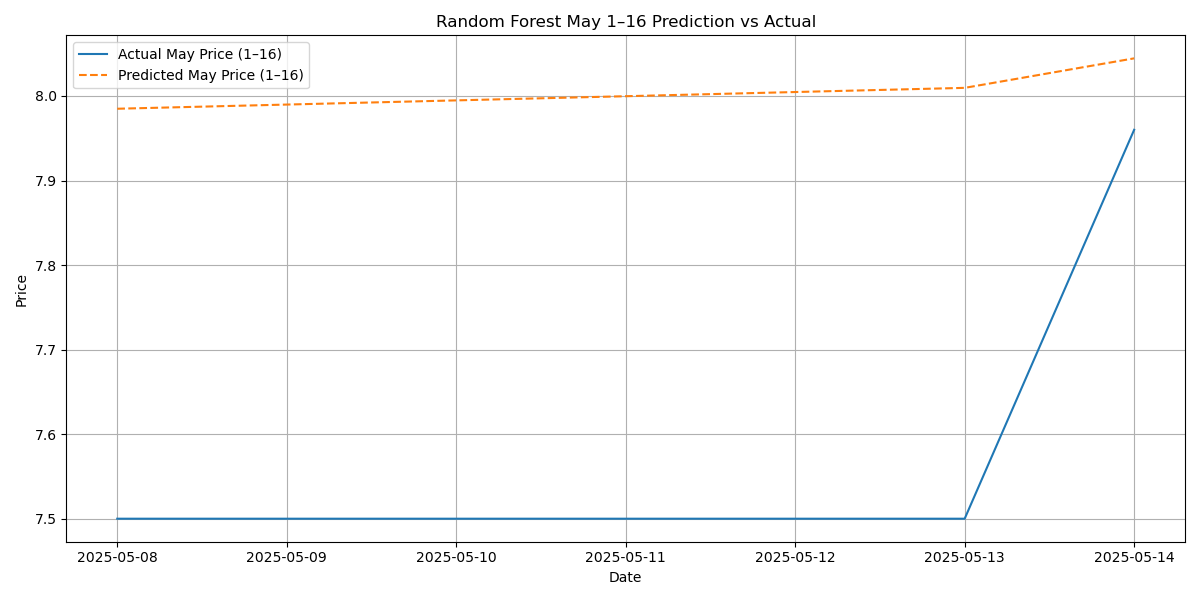 Random Forest May 1–16 Prediction vs Actual
Actual May Price (1–16)
Predicted May Price (1–16)
Price
8.0
7.9
7.8
7.7
7.6
7.5
2025-05-08
2025-05-09
2025-05-10
2025-05-11
2025-05-12
2025-05-13
2025-05-14
Date